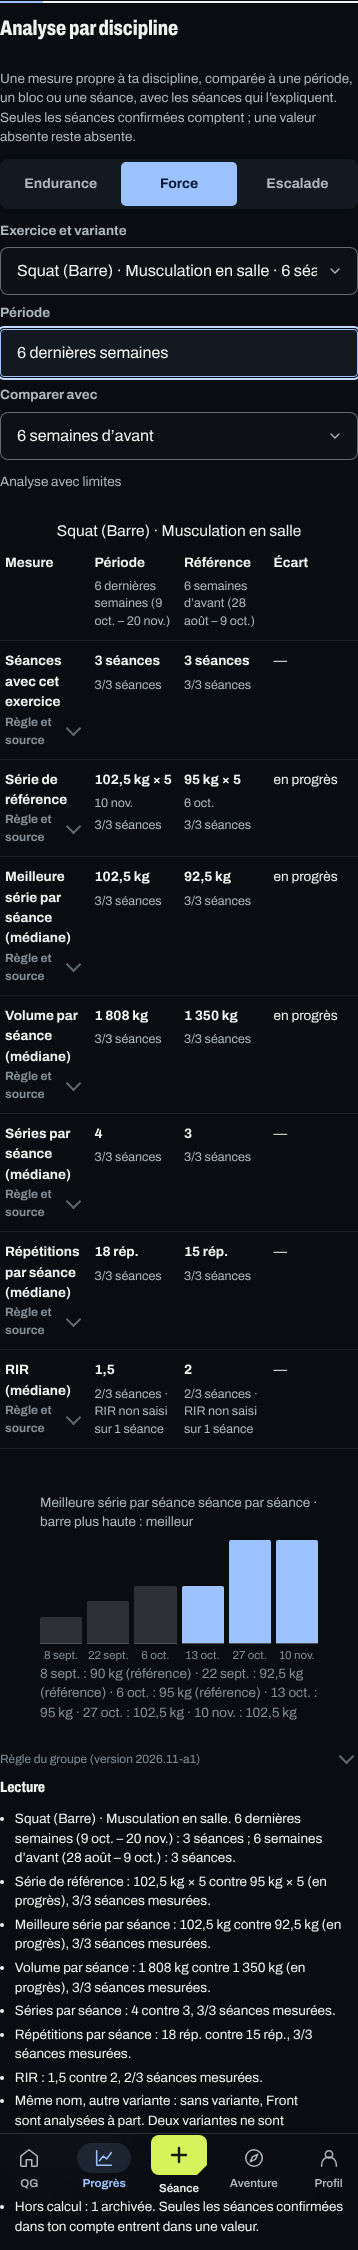 Analyse par discipline
Une mesure propre à ta discipline, comparée à une période,
un bloc ou une séance, avec les séances qui l’expliquent.
Seules les séances confirmées comptent ; une valeur
absente reste absente.
Endurance
Force
Escalade
Exercice et variante
Squat (Barre) · Musculation en salle · 6 séa
Période
6 dernières semaines
Comparer avec
6 semaines d’avant
Analyse avec limites
Squat (Barre) · Musculation en salle
Mesure Période Référence Écart
6 dernières semaines (9 oct. – 20 nov.)
6 semaines d’avant (28 août – 9 oct.)
Séances avec cet exercice
Règle et source
3 séances
3/3 séances
3 séances
3/3 séances
—
Série de référence
Règle et source
102,5 kg × 5
10 nov.
3/3 séances
95 kg × 5
6 oct.
3/3 séances
en progrès
Meilleure série par séance (médiane)
Règle et source
102,5 kg
3/3 séances
92,5 kg
3/3 séances
en progrès
Volume par séance (médiane)
Règle et source
1 808 kg
3/3 séances
1 350 kg
3/3 séances
en progrès
Séries par séance (médiane)
Règle et source
4
3/3 séances
3
3/3 séances
—
Répétitions par séance (médiane)
Règle et source
18 rép.
3/3 séances
15 rép.
3/3 séances
—
RIR (médiane)
Règle et source
1,5
2/3 séances · RIR non saisi sur 1 séance
2
2/3 séances · RIR non saisi sur 1 séance
—
Meilleure série par séance séance par séance ·
barre plus haute : meilleur
8 sept. 22 sept. 6 oct. 13 oct. 27 oct. 10 nov.
8 sept. : 90 kg (référence) · 22 sept. : 92,5 kg
(référence) · 6 oct. : 95 kg (référence) · 13 oct. :
95 kg · 27 oct. : 102,5 kg · 10 nov. : 102,5 kg
Règle du groupe (version 2026.11-a1)
Lecture
• Squat (Barre) · Musculation en salle. 6 dernières
semaines (9 oct. – 20 nov.) : 3 séances ; 6 semaines
d’avant (28 août – 9 oct.) : 3 séances.
• Série de référence : 102,5 kg × 5 contre 95 kg × 5 (en
progrès), 3/3 séances mesurées.
• Meilleure série par séance : 102,5 kg contre 92,5 kg (en
progrès), 3/3 séances mesurées.
• Volume par séance : 1 808 kg contre 1 350 kg (en
progrès), 3/3 séances mesurées.
• Séries par séance : 4 contre 3, 3/3 séances mesurées.
• Répétitions par séance : 18 rép. contre 15 rép., 3/3
séances mesurées.
• RIR : 1,5 contre 2, 2/3 séances mesurées.
• Même nom, autre variante : sans variante, Front
sont analysées à part. Deux variantes ne sont
QG
Progrès
Séance
Aventure
Profil
• Hors calcul : 1 archivée. Seules les séances confirmées
dans ton compte entrent dans une valeur.